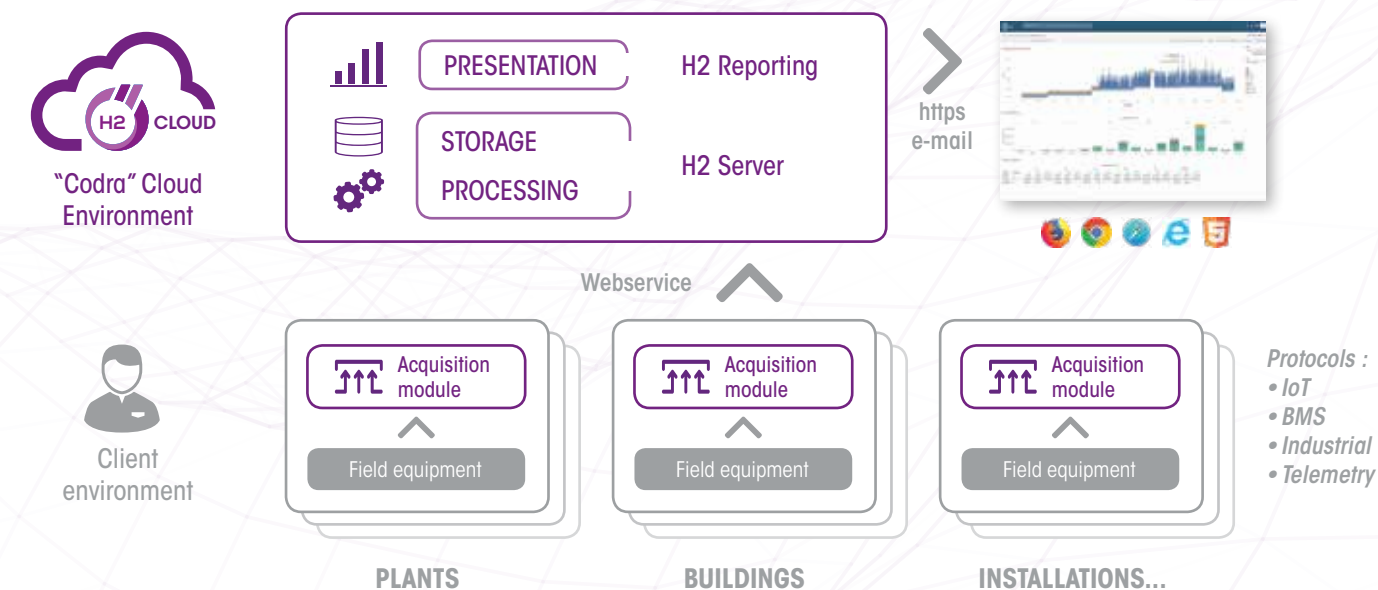 H2
CLOUD
“Codra” Cloud
Environment
PRESENTATION
H2 Reporting
STORAGE
PROCESSING
H2 Server
https
e-mail
Webservice
Client
environment
Acquisition
module
Field equipment
PLANTS
Acquisition
module
Field equipment
BUILDINGS
Acquisition
module
Field equipment
INSTALLATIONS...
Protocols :
• IoT
• BMS
• Industrial
• Telemetry